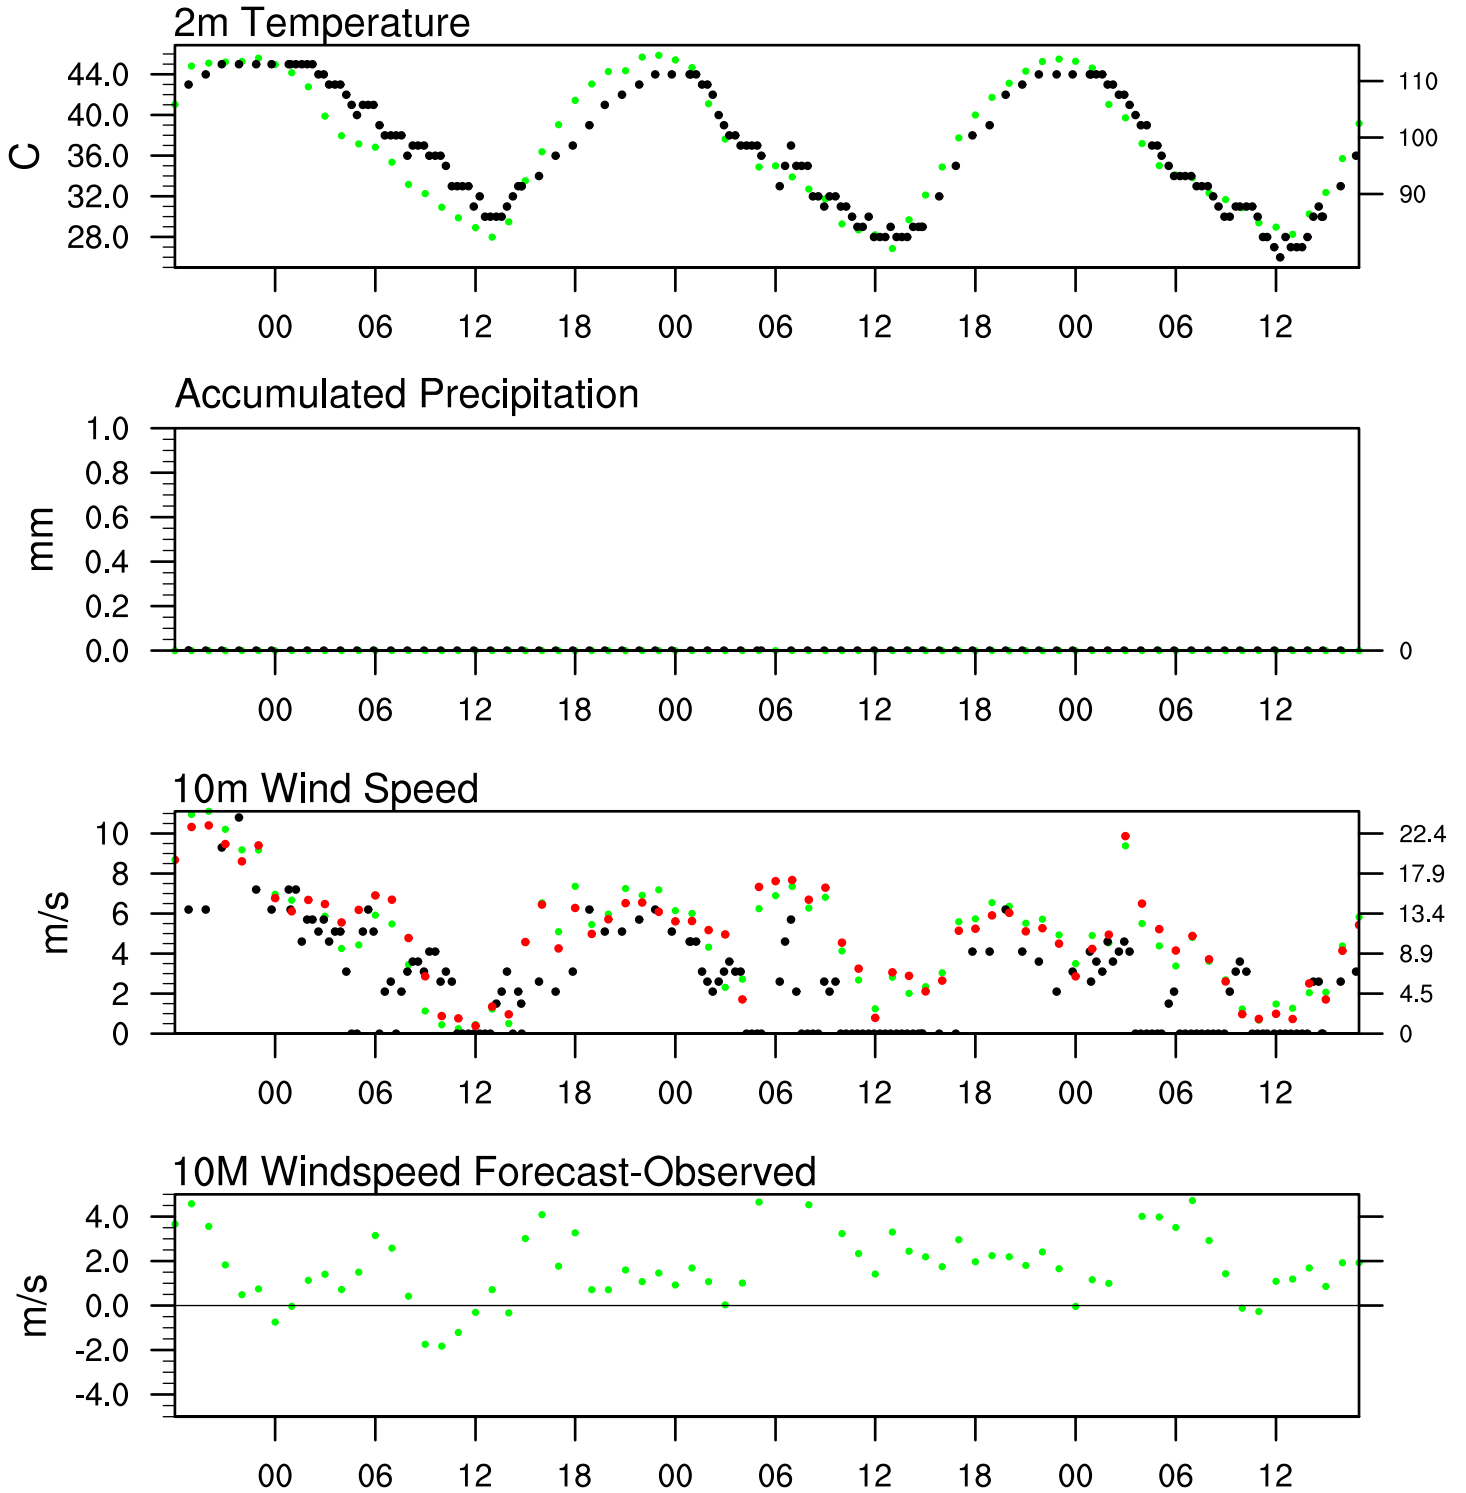 2m Temperature
44.0
40.0
36.0
32.0
28.0
C
110
100
90
00 06 12 18 00 06 12 18 00 06 12
Accumulated Precipitation
1.0
0.8
0.6
0.4
0.2
0.0
mm
0
00 06 12 18 00 06 12 18 00 06 12
10m Wind Speed
10
8
6
4
2
0
m/s
22.4
17.9
13.4
8.9
4.5
0
00 06 12 18 00 06 12 18 00 06 12
10M Windspeed Forecast-Observed
4.0
2.0
0.0
-2.0
-4.0
m/s
00 06 12 18 00 06 12 18 00 06 12